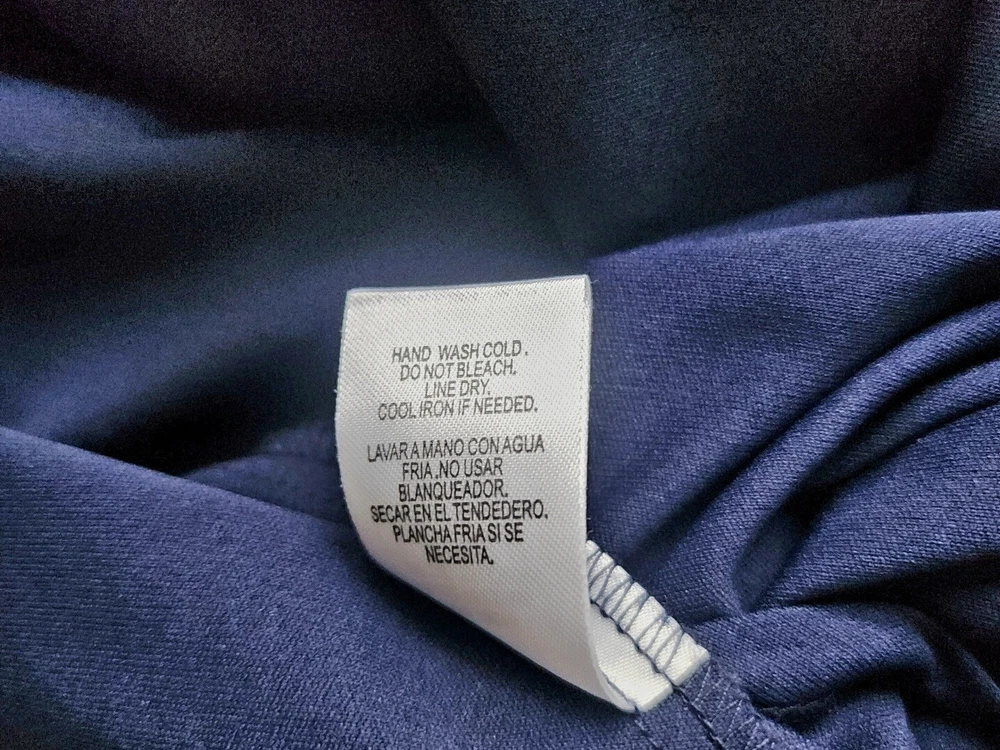 HAND WASH COLD.
DO NOT BLEACH.
LINE DRY.
COOL IRON IF NEEDED.
LAVAR A MANO CON AGUA
FRIA .NO USAR
BLANQUEADOR.
SECAR EN EL TENDEDERO.
PLANCHA FRIA SI SE
NECESITA.